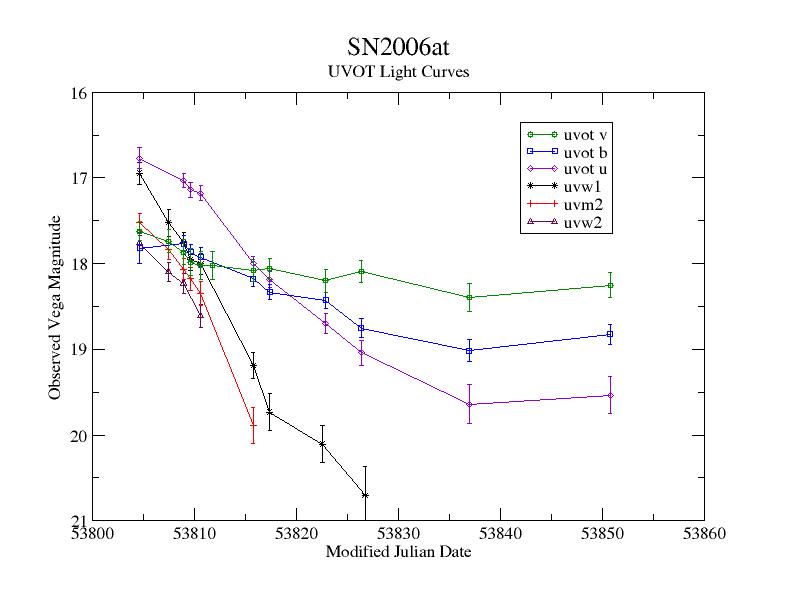 SN2006at
UVOT Light Curves
16
17
18
19
20
21
Observed Vega Magnitude
uvot v
uvot b
uvot u
uvw1
uvm2
uvw2
53800 53810 53820 53830 53840 53850 53860
Modified Julian Date